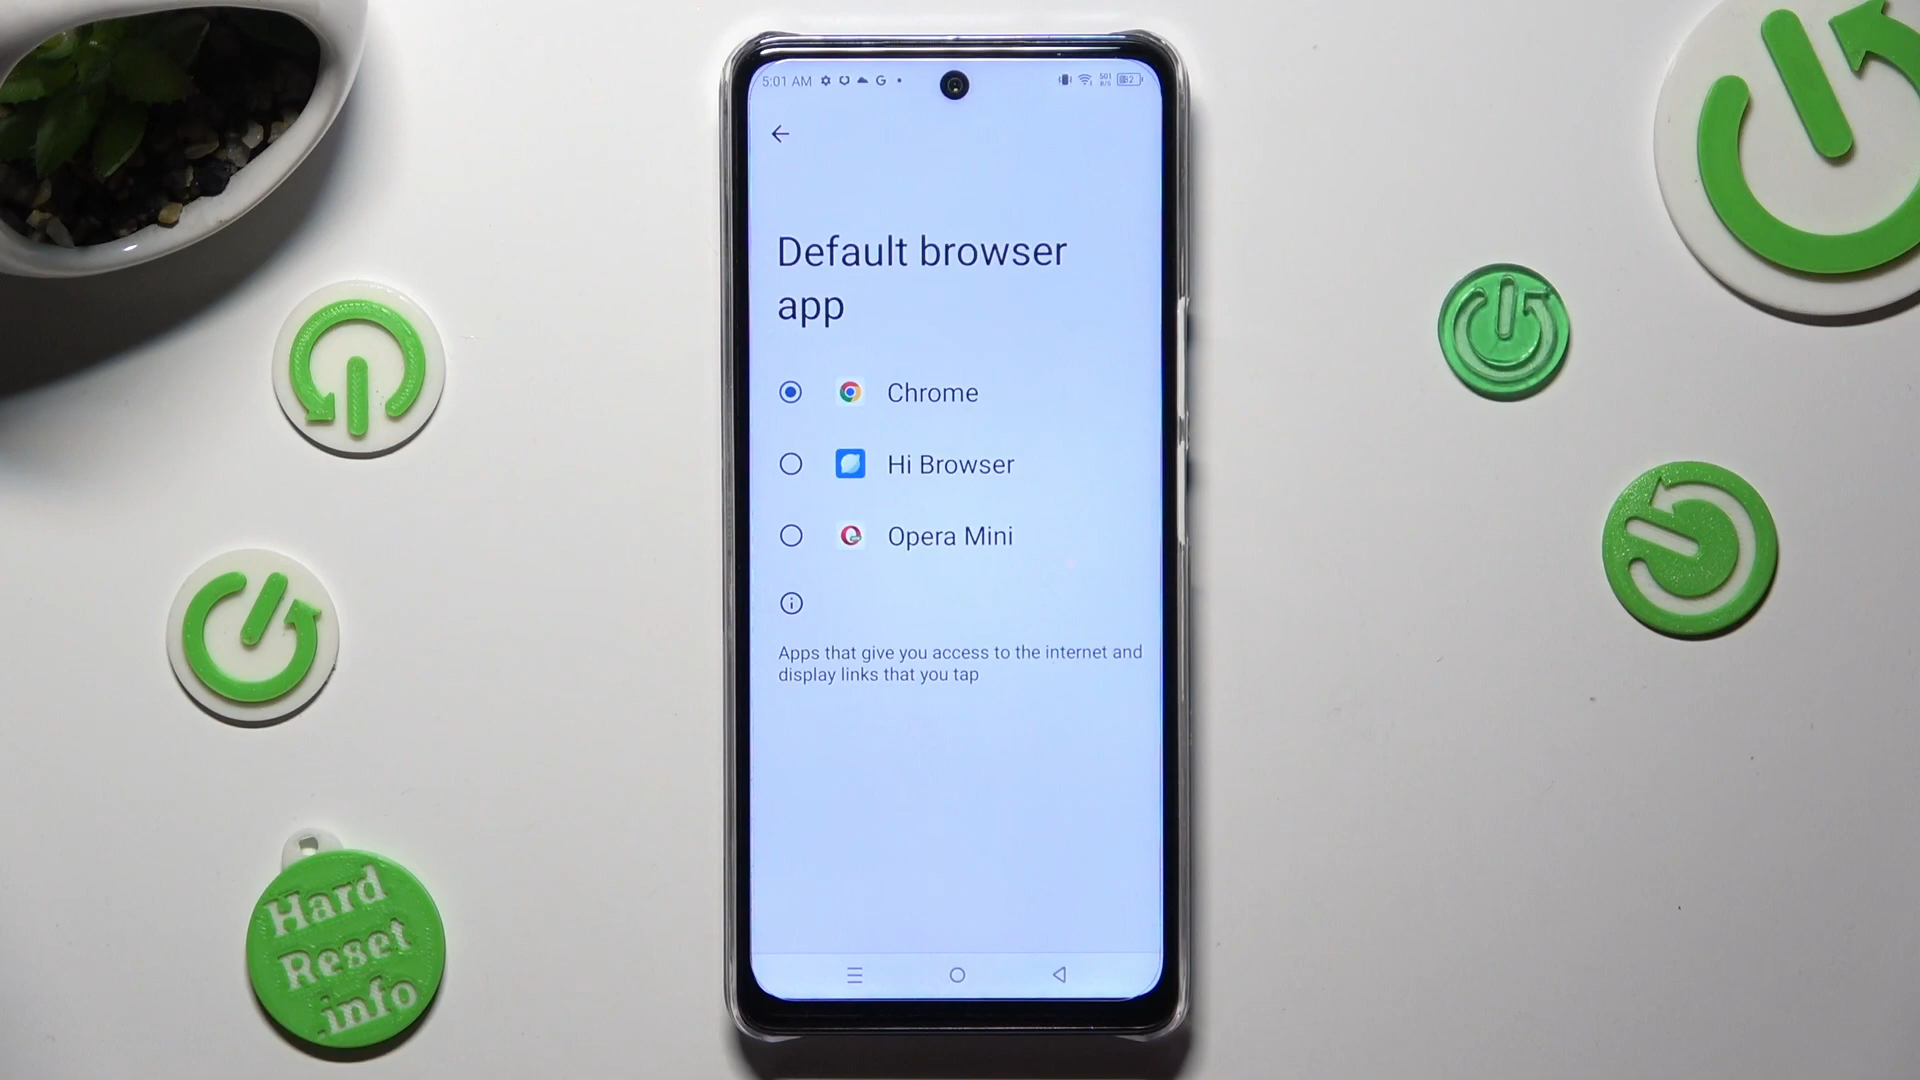 5:01 AM
Default browser
app
Chrome
Hi Browser
Opera Mini
Apps that give you access to the internet and
display links that you tap
Hard
Reset
.info